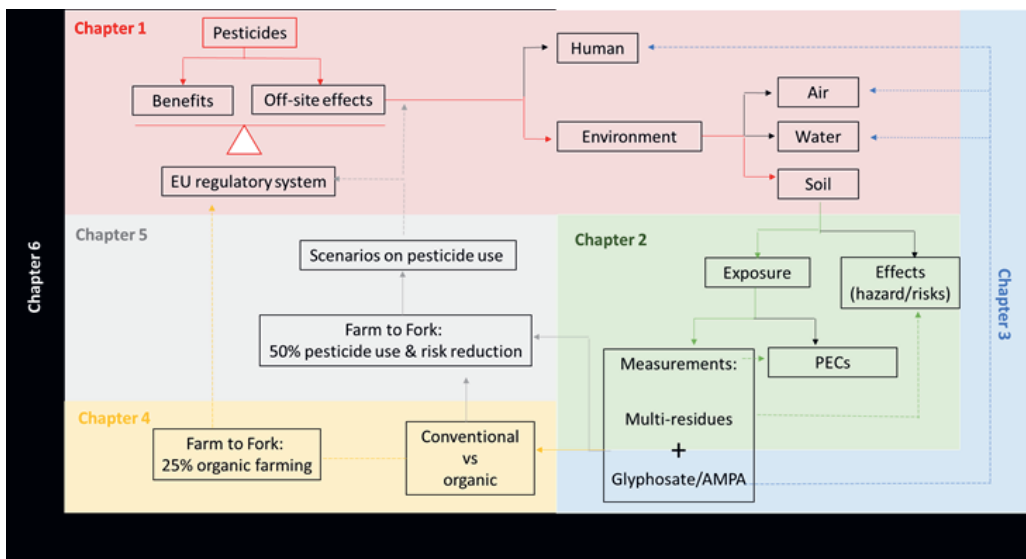 Chapter 1
Pesticides
Benefits
Off-site effects
EU regulatory system
Human
Environment
Air
Water
Soil
Chapter 2
Exposure
Effects
(hazard/risks)
Measurements:
PECs
Multi-residues
+
Glyphosate/AMPA
Chapter 3
Chapter 4
Farm to Fork:
25% organic farming
Conventional
vs
organic
Chapter 5
Scenarios on pesticide use
Farm to Fork:
50% pesticide use & risk reduction
Chapter 6